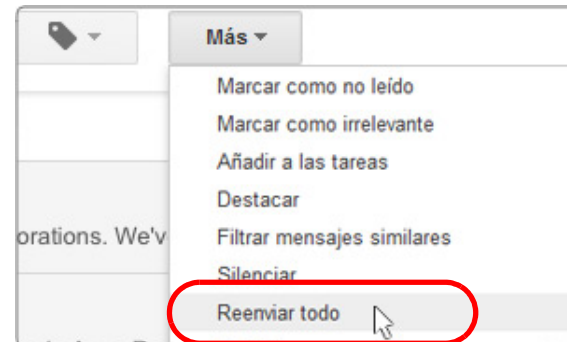 Más
Marcar como no leído
Marcar como irrelevante
Añadir a las tareas
Destacar
orations. We'v
Filtrar mensajes similares
Silenciar
Reenviar todo